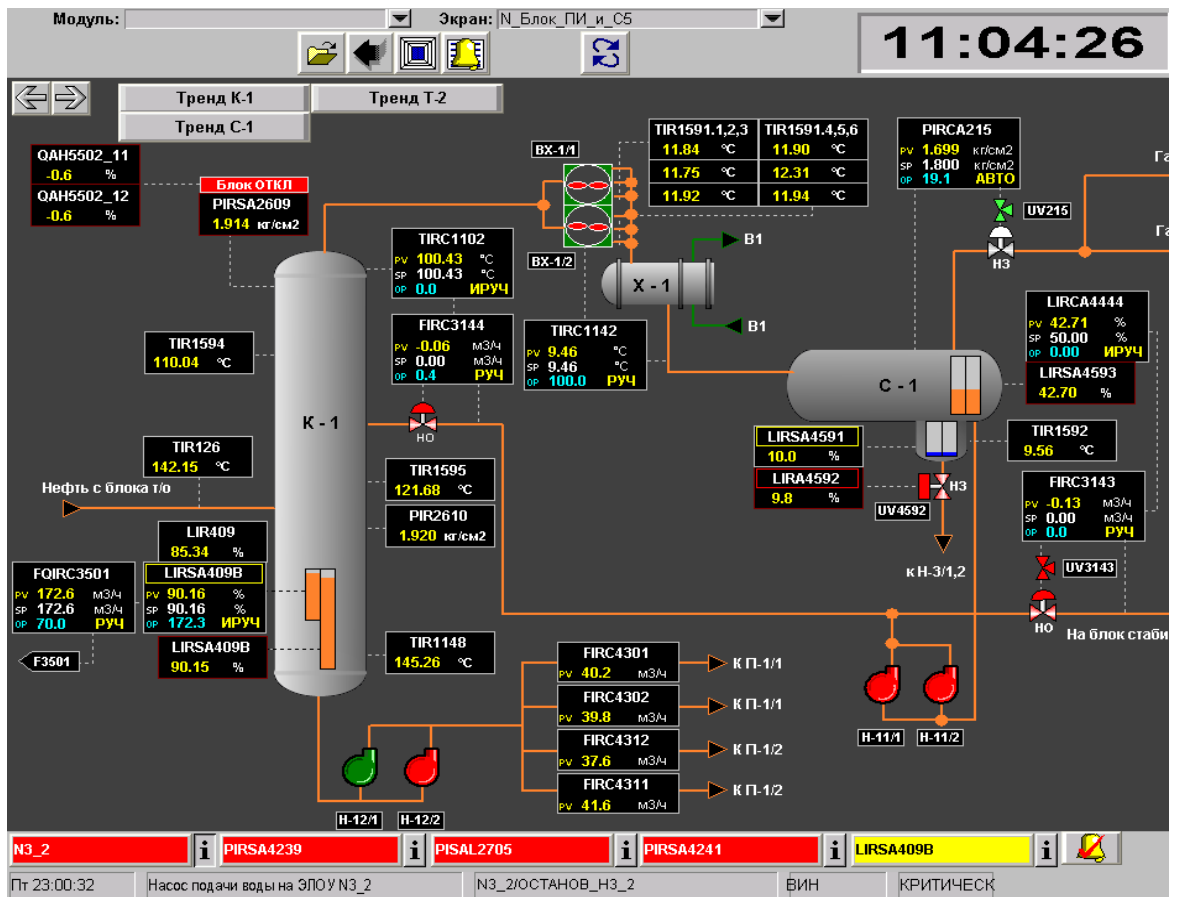 Модуль: Экран: N_Блок_ПИ_и_С5
11:04:26
Тренд К-1 Тренд Т-2
Тренд С-1
QAH5502_11
-0.6 %
QAH5502_12
-0.6 %
Блок ОТКЛ
PIRSA2609
1.914 кг/см2
TIRC1102
PV 100.43 °C
SP 100.43 °C
OP 0.0 ИРУЧ
FIRC3144
PV -0.06 м3/ч
SP 0.00 м3/ч
OP 0.4 РУЧ
НО
BX-1/1
BX-1/2
TIR1591.1,2,3 TIR1591.4,5,6
11.84 °C 11.90 °C
11.75 °C 12.31 °C
11.92 °C 11.94 °C
В1
Х - 1
В1
TIRC1142
PV 9.46 °C
SP 9.46 °C
OP 100.0 РУЧ
PIRCA215
PV 1.699 кг/см2
SP 1.800 кг/см2
OP 19.1 АВТО
UV215
НЗ
Га
Га
LIRCA4444
PV 42.71 %
SP 50.00 %
OP 0.00 ИРУЧ
LIRSA4593
42.70 %
С - 1
TIR1592
9.56 °C
LIRSA4591
10.0 %
LIRA4592
9.8 %
НЗ
UV4592
к Н-3/1,2
FIRC3143
PV -0.13 м3/ч
SP 0.00 м3/ч
OP 0.0 РУЧ
UV3143
НО
На блок стаби
TIR1594
110.04 °C
К - 1
TIR126
142.15 °C
Нефть с блока т/о
TIR1595
121.68 °C
PIR2610
1.920 кг/см2
LIR409
85.34 %
FQIRC3501
PV 172.6 м3/ч
SP 172.6 м3/ч
OP 70.0 РУЧ
LIRSA409B
PV 90.16 %
SP 90.16 %
OP 172.3 ИРУЧ
LIRSA409B
90.15 %
F3501
TIR1148
145.26 °C
FIRC4301
PV 40.2 м3/ч
К П-1/1
FIRC4302
PV 39.8 м3/ч
К П-1/1
FIRC4312
PV 37.6 м3/ч
К П-1/2
FIRC4311
PV 41.6 м3/ч
К П-1/2
Н-11/1 Н-11/2
Н-12/1 Н-12/2
N3_2 i PIRSA4239 i PISAL2705 i PIRSA4241 i LIRSA409B i
Пт 23:00:32 Насос подачи воды на ЭЛОУ N3_2 N3_2/ОСТАНОВ_Н3_2 ВИН КРИТИЧЕСК